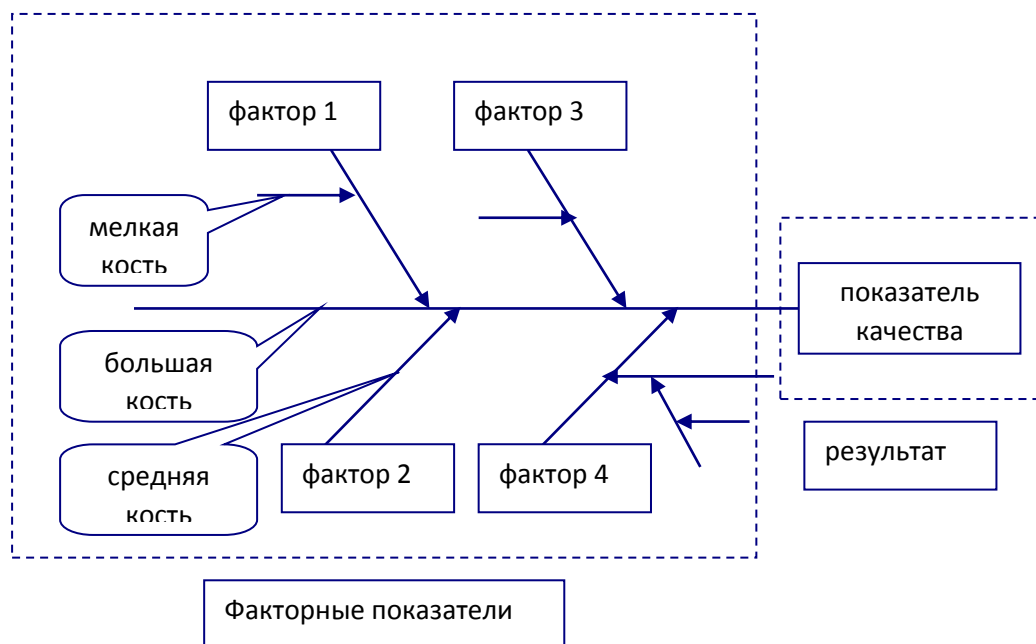 фактор 1
фактор 3
мелкая
кость
показатель
качества
большая
кость
средняя
кость
фактор 2
фактор 4
результат
Факторные показатели